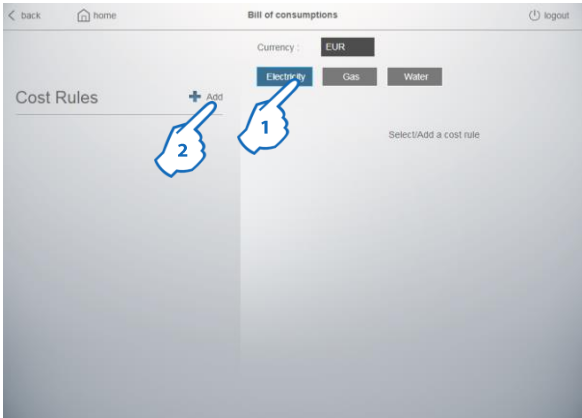 back
home
Bill of consumptions
logout
Currency :
EUR
Electricity
Gas
Water
Cost Rules
Add
1
2
Select/Add a cost rule